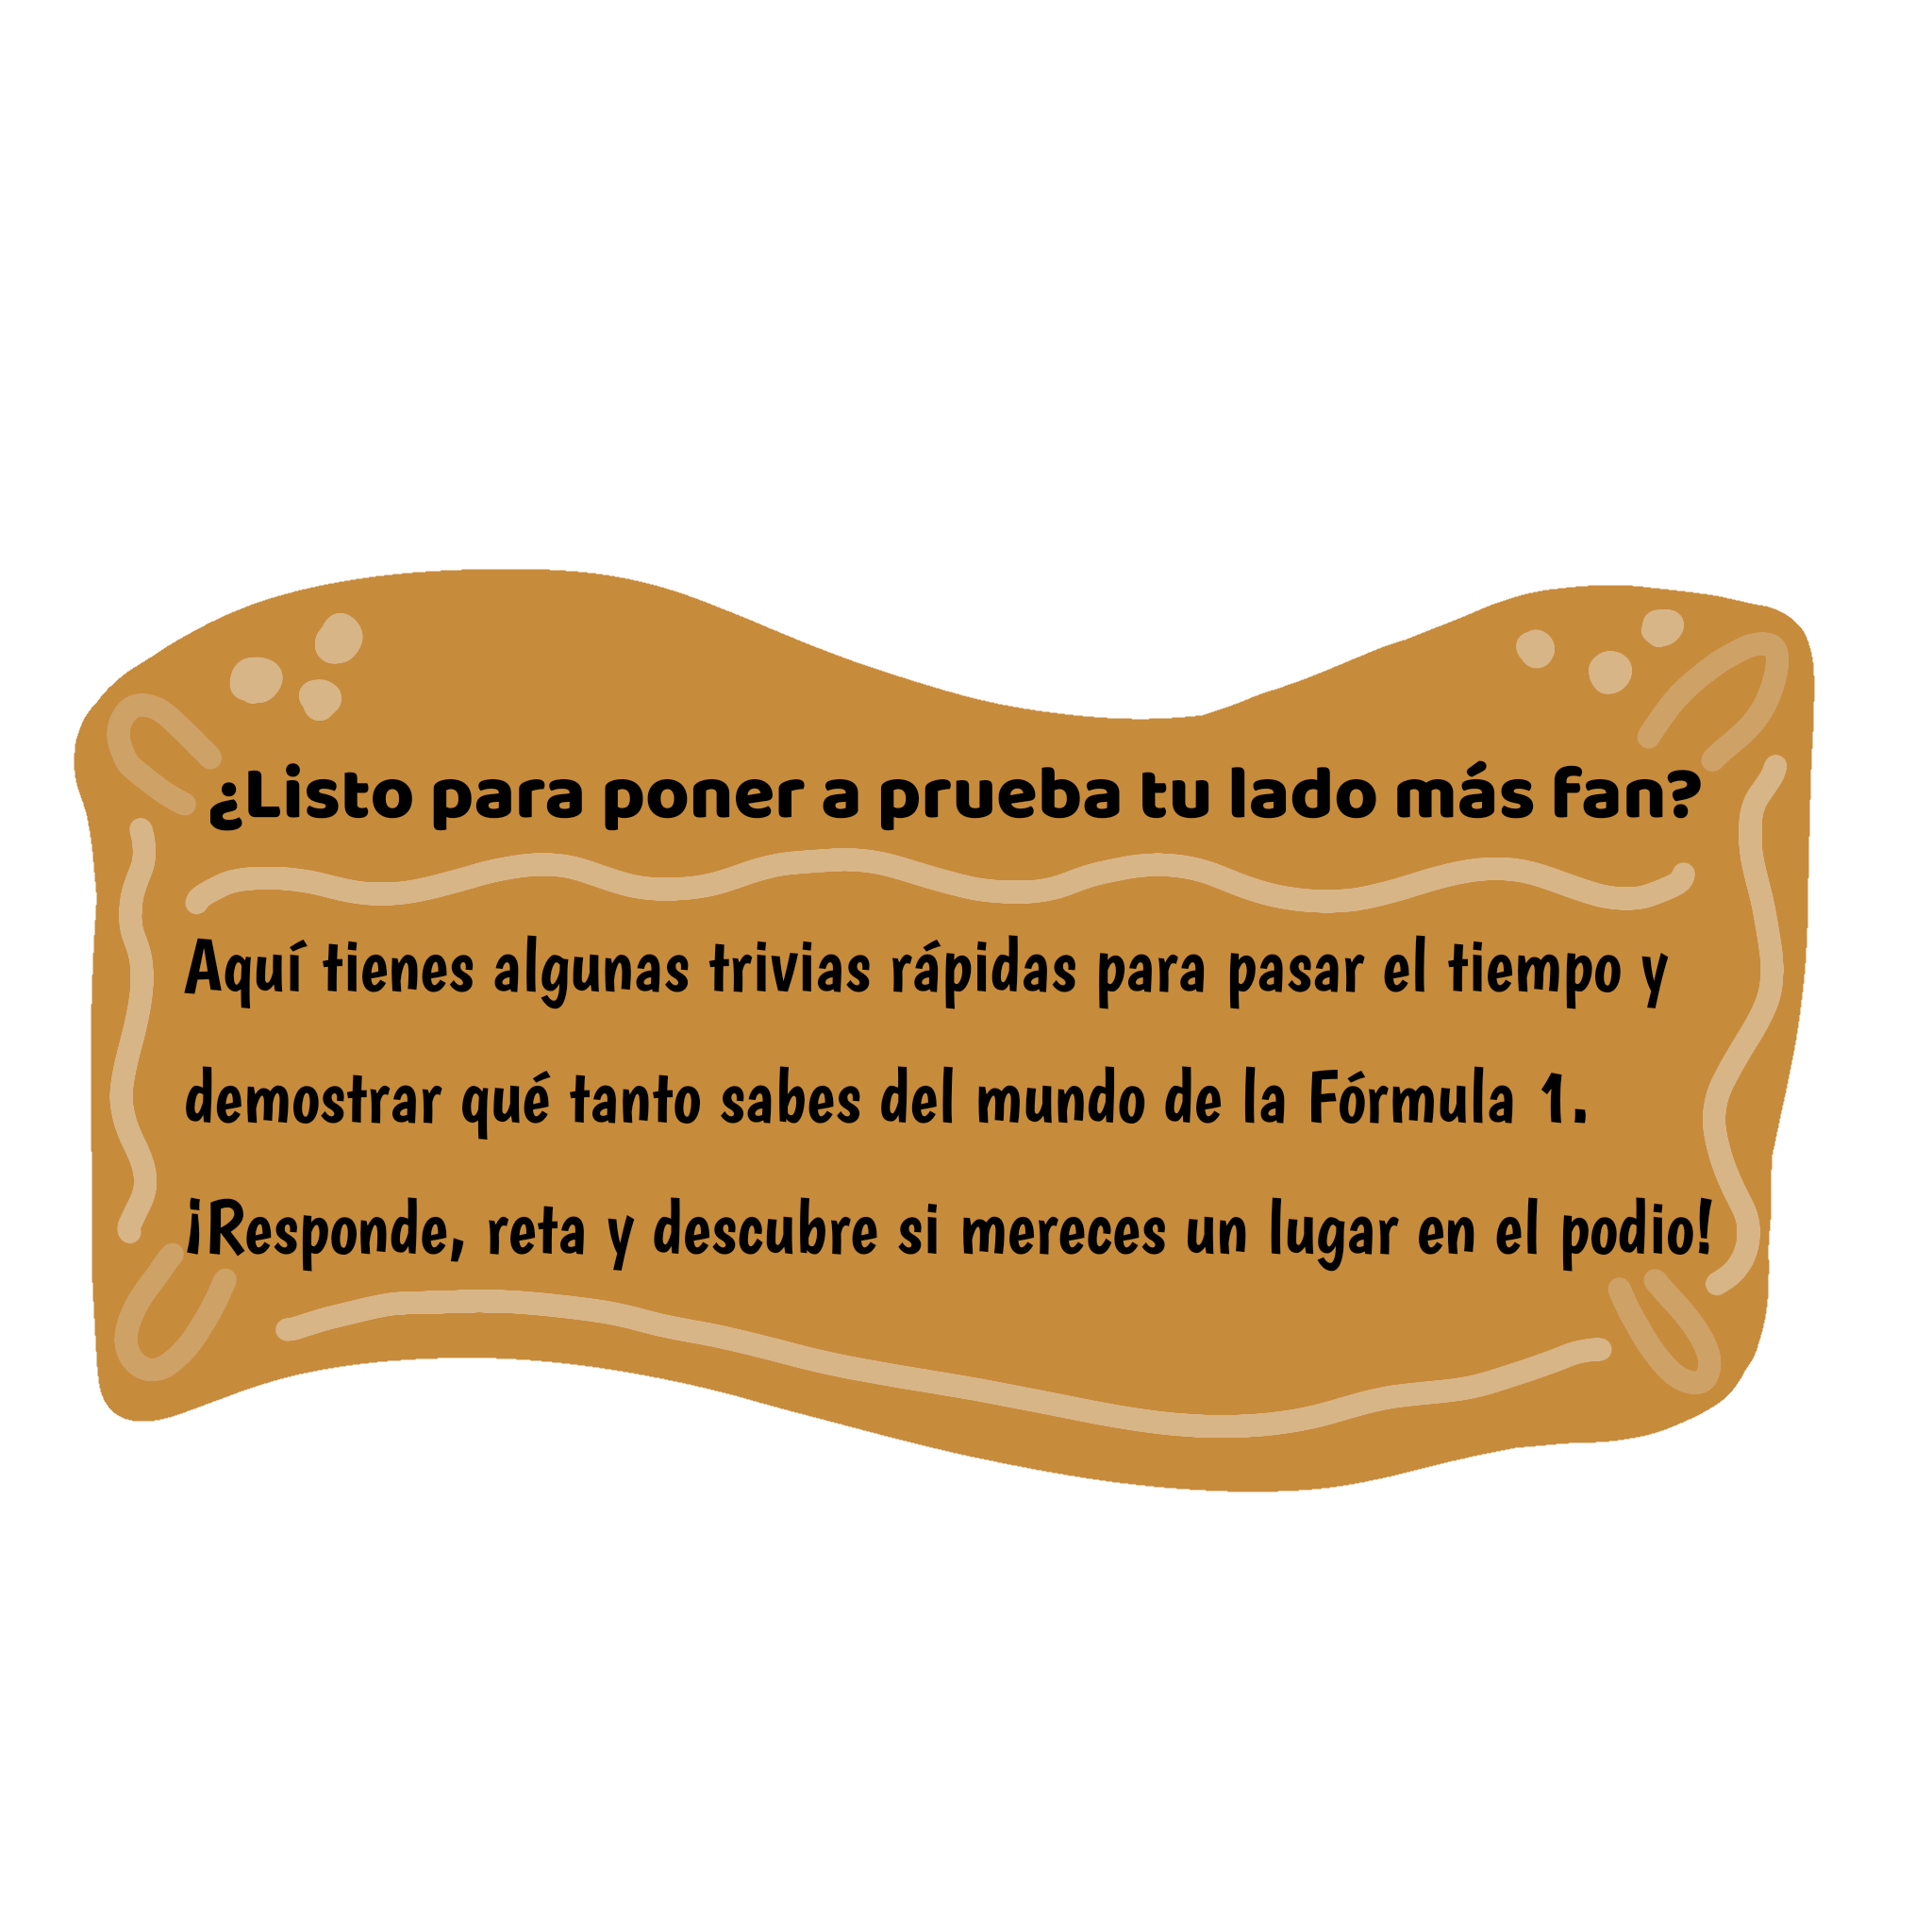 ¿Listo para poner a prueba tu lado más fan?
Aquí tienes algunas trivias rápidas para pasar el tiempo y
demostrar qué tanto sabes del mundo de la Fórmula 1.
¡Responde, reta y descubre si mereces un lugar en el podio!